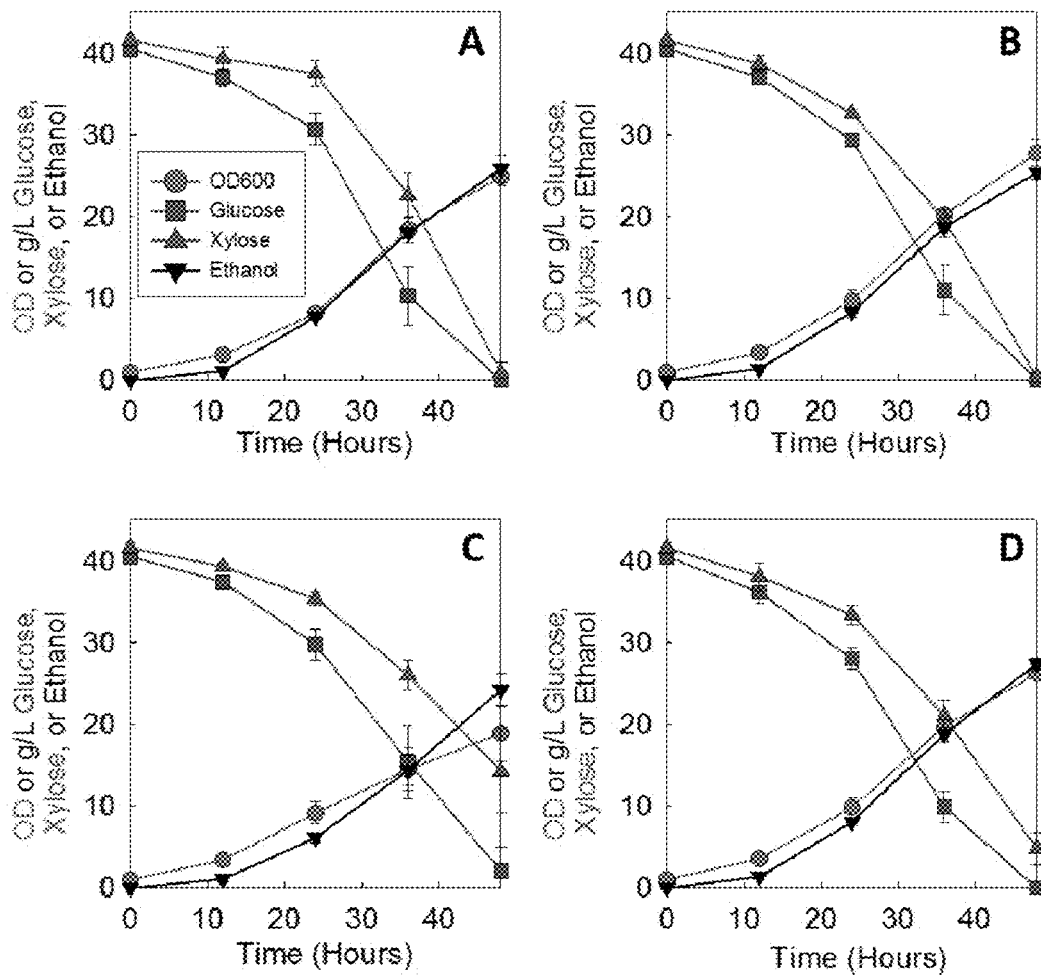 A
OD or g/L Glucose,
Xylose, or Ethanol
40
30
20
10
0
OD600
Glucose
Xylose
Ethanol
0 10 20 30 40
Time (Hours)
B
OD or g/L Glucose,
Xylose, or Ethanol
40
30
20
10
0
0 10 20 30 40
Time (Hours)
C
OD or g/L Glucose,
Xylose, or Ethanol
40
30
20
10
0
0 10 20 30 40
Time (Hours)
D
OD or g/L Glucose,
Xylose, or Ethanol
40
30
20
10
0
0 10 20 30 40
Time (Hours)